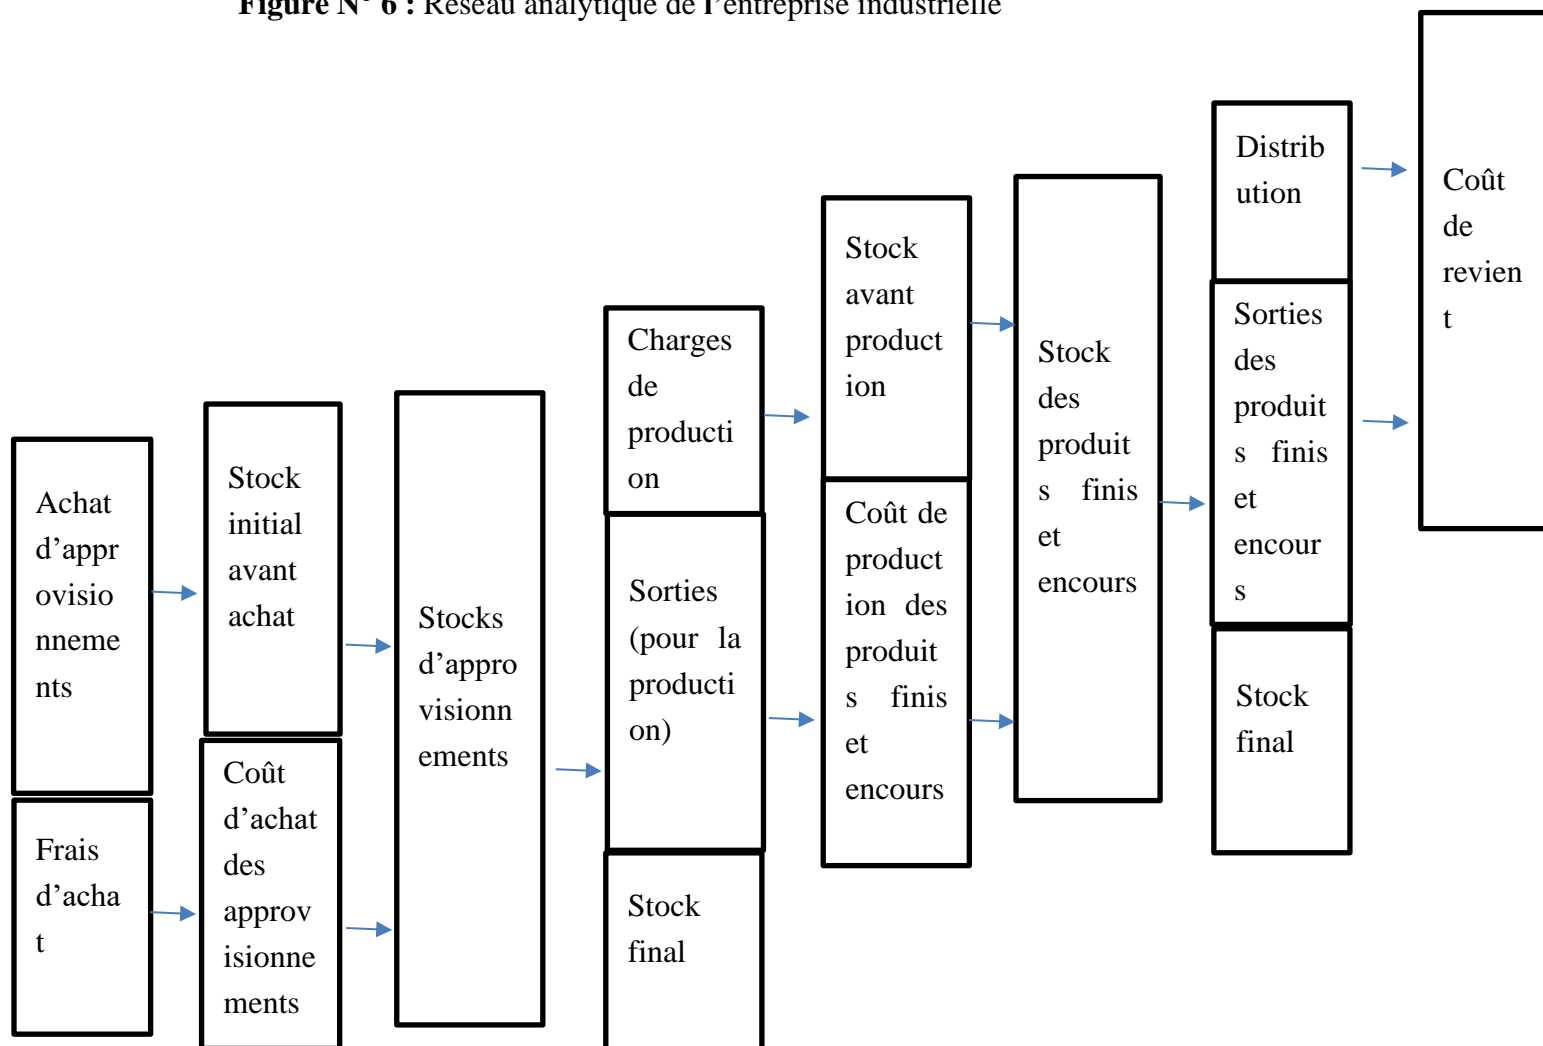 Figure N° 6 : Réseau analytique de l’entreprise industrielle
Achat
d’appr
ovisio
nneme
nts
Frais
d’acha
t
Stock
initial
avant
achat
Coût
d’achat
des
approv
isionne
ments
Stocks
d’appro
visionn
ements
Charges
de
producti
on
Sorties
(pour la
producti
on)
Stock
final
Stock
avant
product
ion
Coût de
product
ion des
produit
s finis
et
encours
Stock
des
produit
s finis
et
encours
Distrib
ution
Sorties
des
produit
s finis
et
encour
s
Stock
final
Coût
de
revien
t